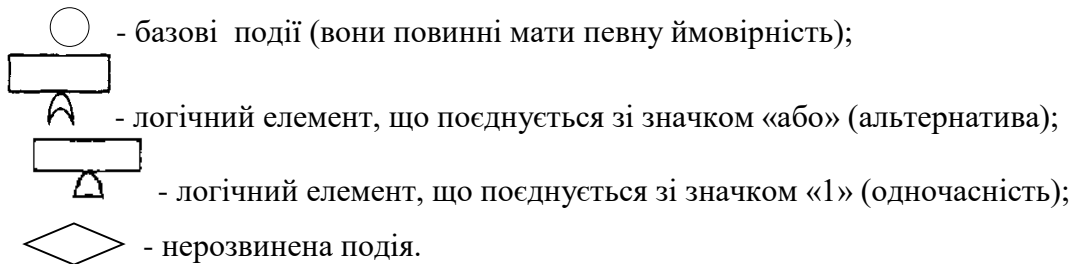 - базові події (вони повинні мати певну ймовірність);
- логічний елемент, що поєднується зі значком «або» (альтернатива);
- логічний елемент, що поєднується зі значком «1» (одночасність);
- нерозвинена подія.